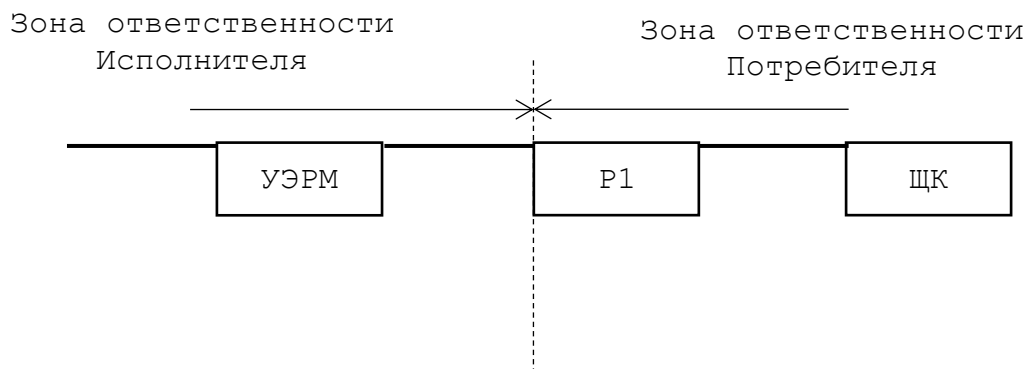 Зона ответственности
Исполнителя
Зона ответственности
Потребителя
УЭРМ
Р1
ЩК